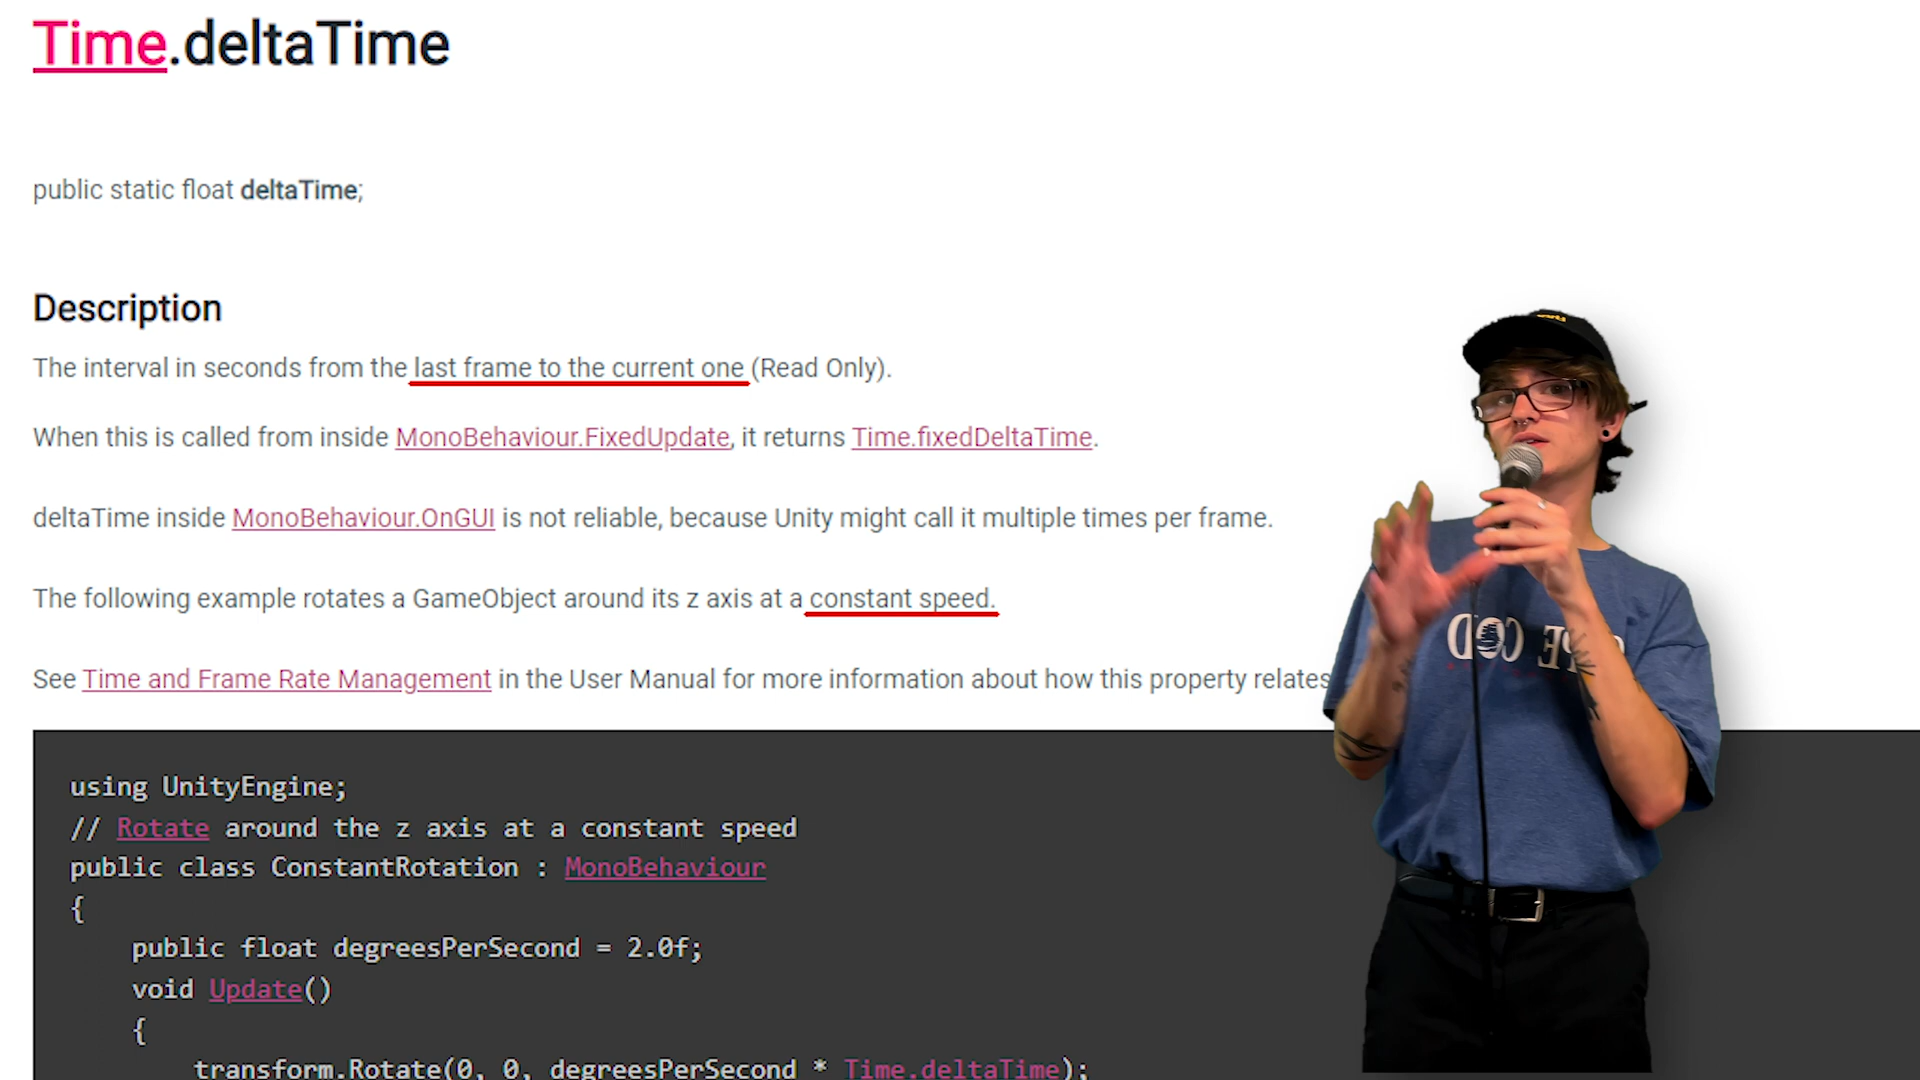 Time.deltaTime
public static float deltaTime;
Description
The interval in seconds from the last frame to the current one (Read Only).
When this is called from inside MonoBehaviour.FixedUpdate, it returns Time.fixedDeltaTime.
deltaTime inside MonoBehaviour.OnGUI is not reliable, because Unity might call it multiple times per frame.
The following example rotates a GameObject around its z axis at a constant speed.
See Time and Frame Rate Management in the User Manual for more information about how this property relates
using UnityEngine;
// Rotate around the z axis at a constant speed
public class ConstantRotation : MonoBehaviour
{
public float degreesPerSecond = 2.0f;
void Update()
{
transform.Rotate(0, 0, degreesPerSecond * Time.deltaTime);
COD